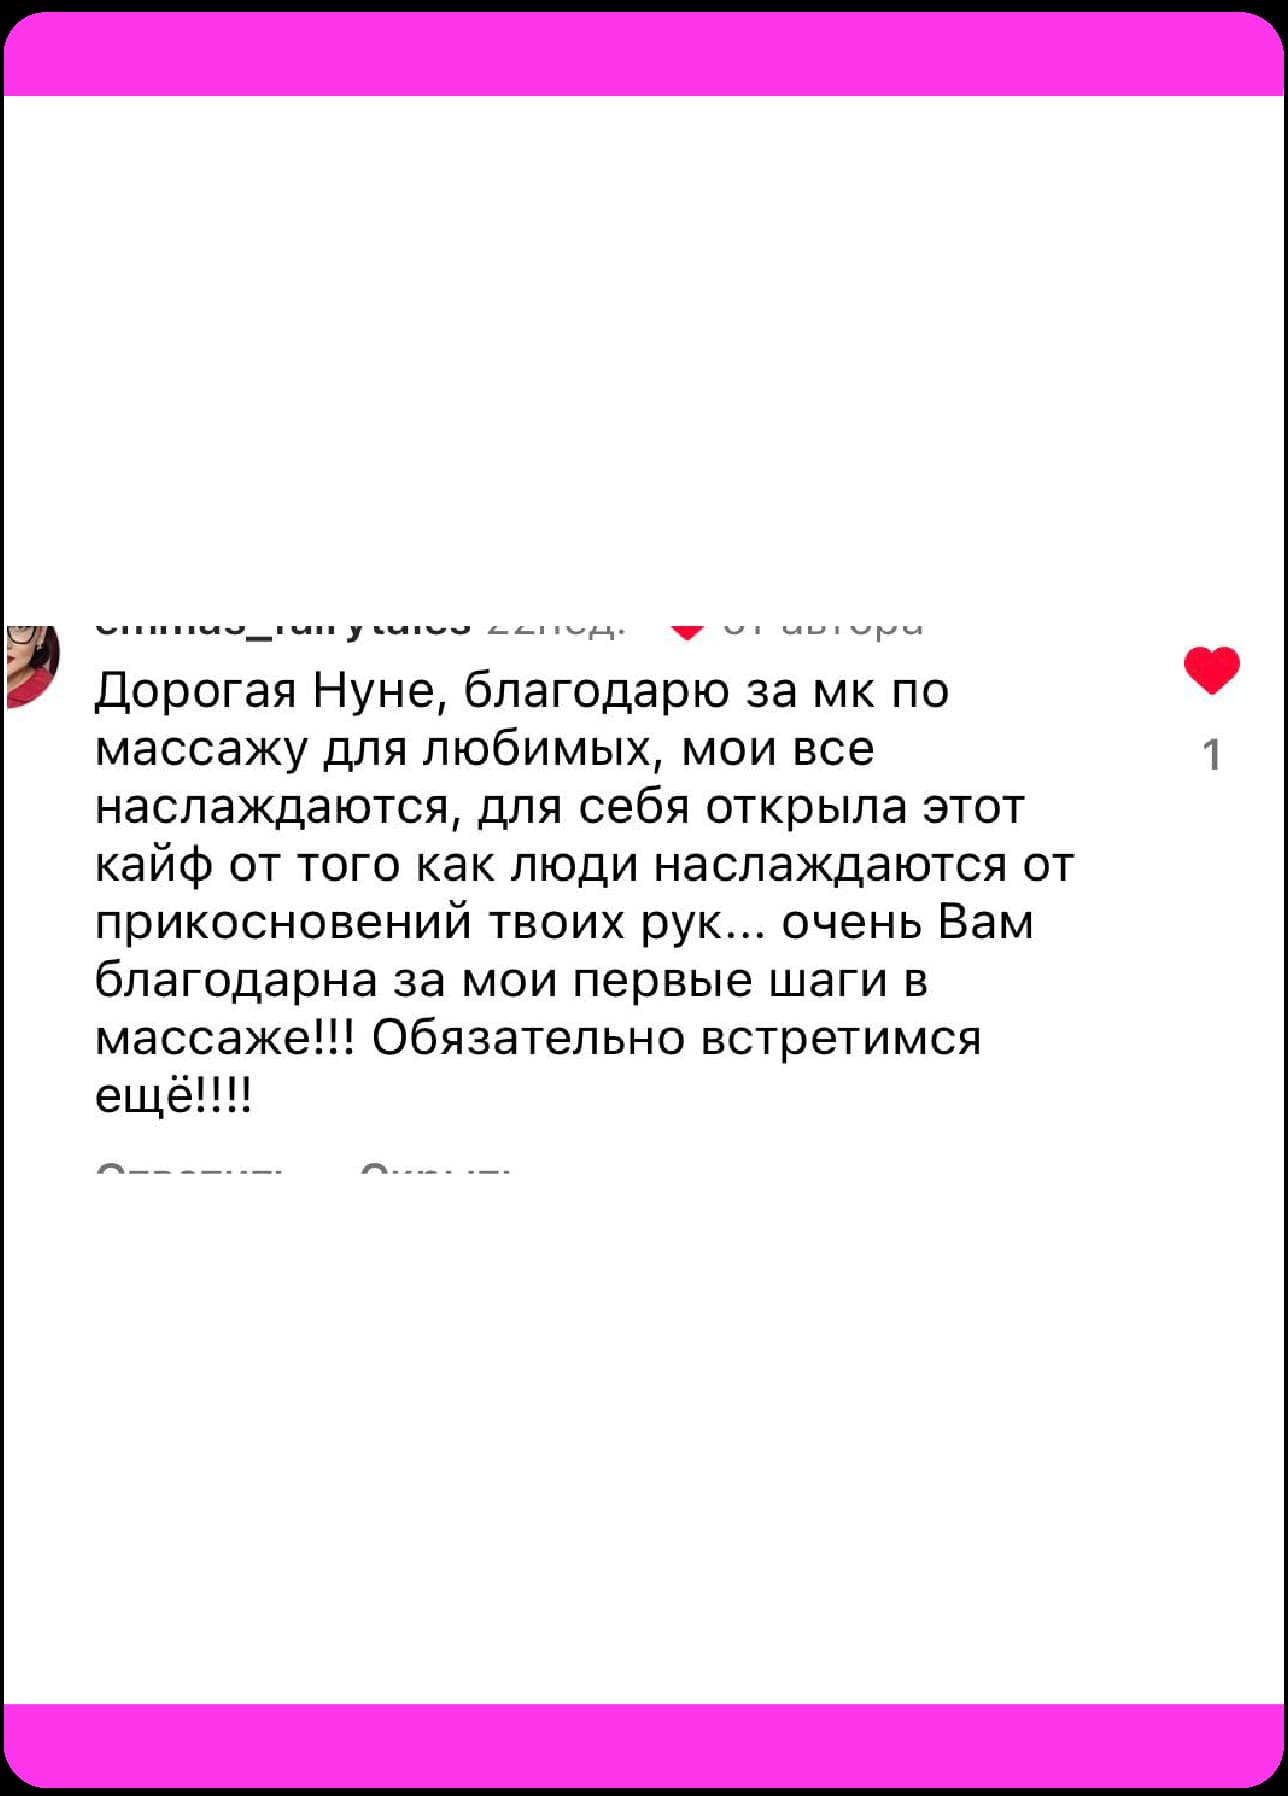 Дорогая Нуне, благодарю за мк по
массажу для любимых, мои все
наслаждаются, для себя открыла этот
кайф от того как люди наслаждаются от
прикосновений твоих рук... очень Вам
благодарна за мои первые шаги в
массаже!!! Обязательно встретимся
ещё!!!!
1